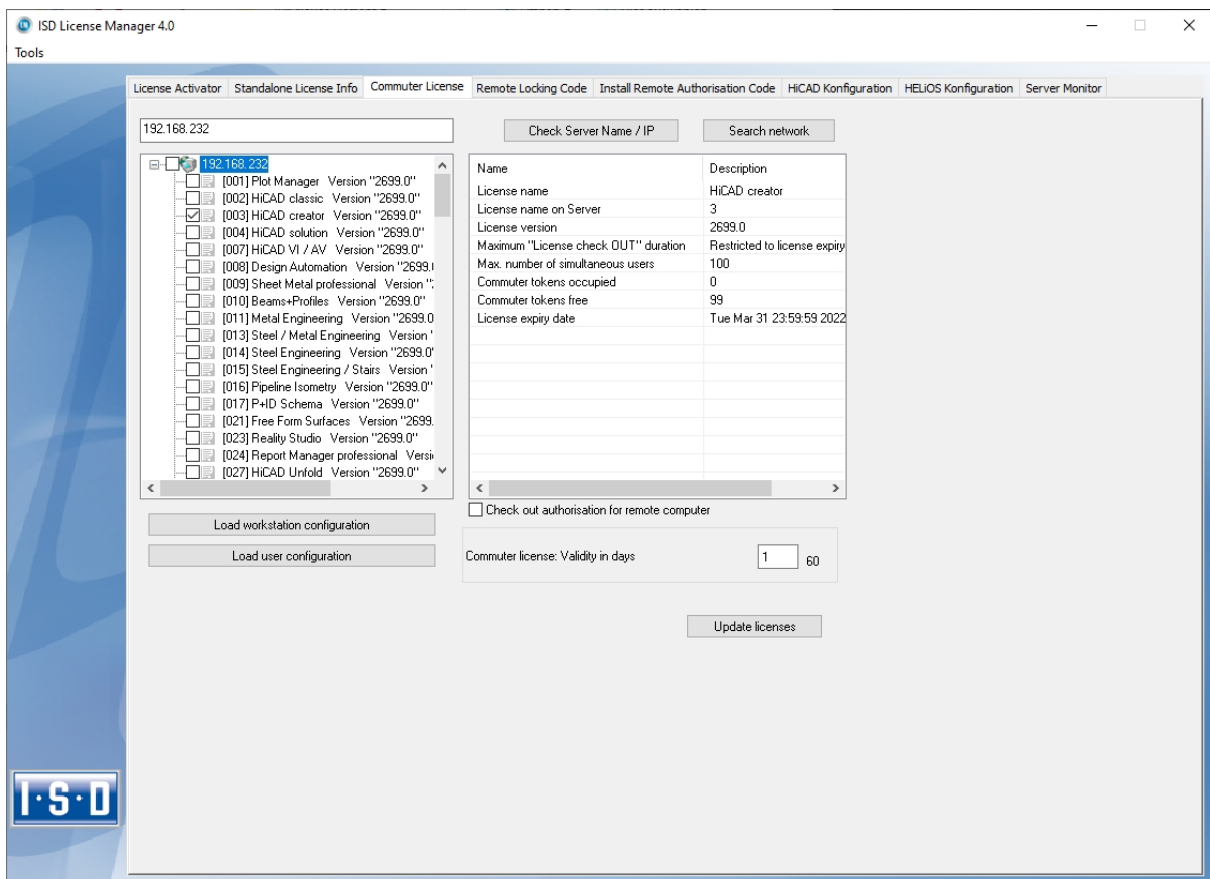 ISD License Manager 4.0
Tools
License Activator Standalone License Info Commuter License Remote Locking Code Install Remote Authorisation Code HiCAD Konfiguration HELiOS Konfiguration Server Monitor
192.168.232 Check Server Name / IP Search network
192.168.232
[001] Plot Manager Version "2699.0"
[002] HiCAD classic Version "2699.0"
[003] HiCAD creator Version "2699.0"
[004] HiCAD solution Version "2699.0"
[007] HiCAD VI / AV Version "2699.0"
[008] Design Automation Version "2699.
[009] Sheet Metal professional Version "
[010] Beams+Profiles Version "2699.0"
[011] Metal Engineering Version "2699.0
[013] Steel / Metal Engineering Version "
[014] Steel Engineering Version "2699.0"
[015] Steel Engineering / Stairs Version "
[016] Pipeline Isometry Version "2699.0"
[017] P+ID Schema Version "2699.0"
[021] Free Form Surfaces Version "2699.
[023] Reality Studio Version "2699.0"
[024] Report Manager professional Versi
[027] HiCAD Unfold Version "2699.0"
Name Description
License name HiCAD creator
License name on Server 3
License version 2699.0
Maximum "License check OUT" duration Restricted to license expiry
Max. number of simultaneous users 100
Commuter tokens occupied 0
Commuter tokens free 99
License expiry date Tue Mar 31 23:59:59 2022
Check out authorisation for remote computer
Load workstation configuration
Load user configuration
Commuter license: Validity in days 1 60
Update licenses
I·S·D